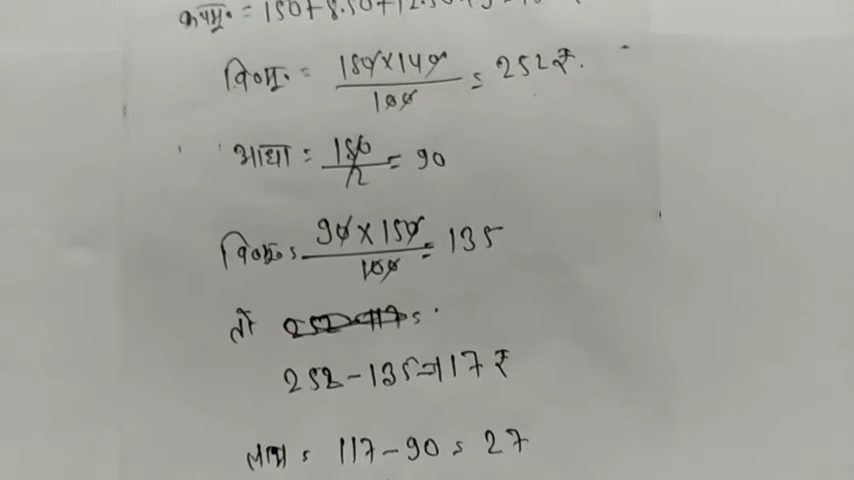 क्र॰मू॰ = 150+8.50+12.50+9
वि॰मू॰ = 180×140/100 = 252₹.
आधा = 180/2 = 90
वि॰मू॰ = 90×150/100 = 135
तो
252-135=117₹
लाभ = 117-90 = 27